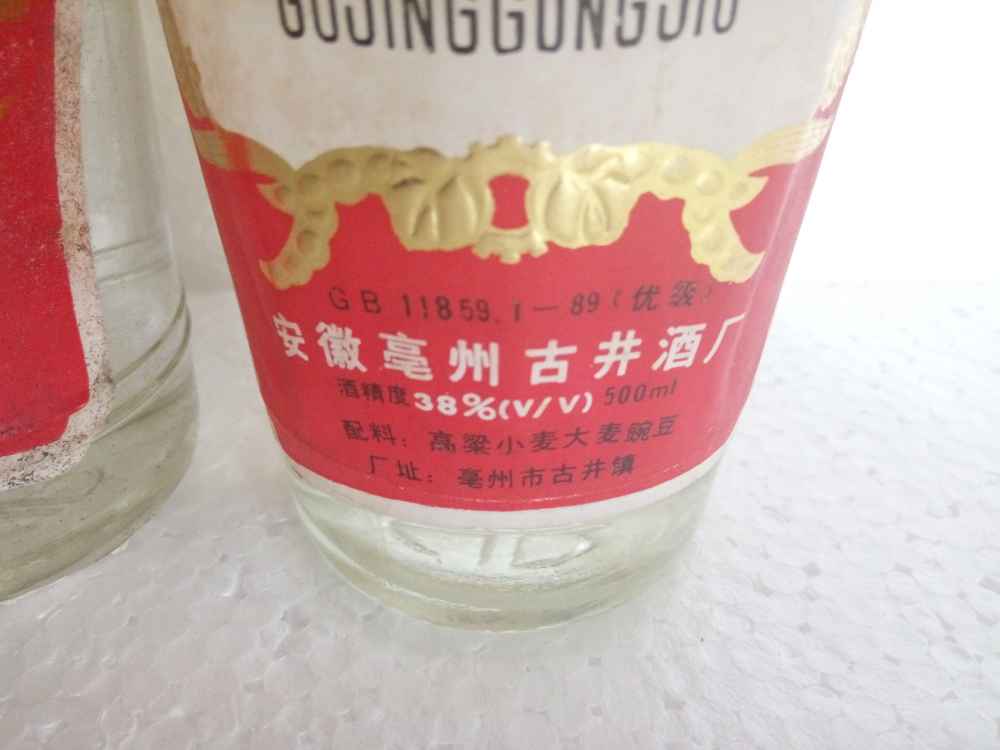 GUJINGGONGJIU
GB 11859.1—89(优级)
安徽亳州古井酒厂
酒精度38%(V/V) 500ml
配料：高粱小麦大麦豌豆
厂址：亳州市古井镇